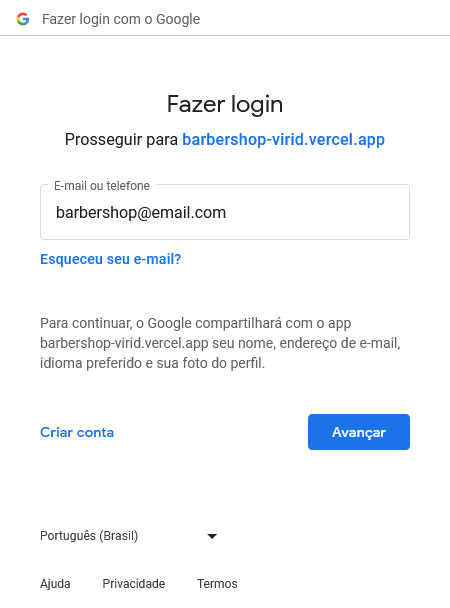 Fazer login com o Google
Fazer login
Prosseguir para barbershop-virid.vercel.app
E-mail ou telefone
barbershop@email.com
Esqueceu seu e-mail?
Para continuar, o Google compartilhará com o app
barbershop-virid.vercel.app seu nome, endereço de e-mail,
idioma preferido e sua foto do perfil.
Criar conta
Avançar
Português (Brasil)
Ajuda Privacidade Termos